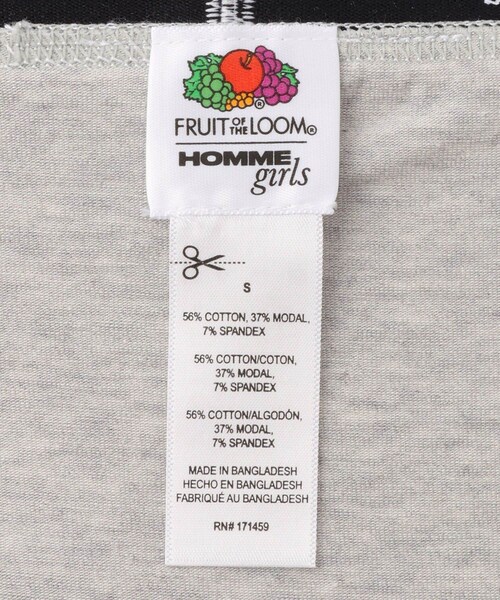 FRUIT OF THE LOOM®
HOMME
girls
S
56% COTTON, 37% MODAL,
7% SPANDEX
56% COTTON/COTON,
37% MODAL,
7% SPANDEX
56% COTTON/ALGODÓN,
37% MODAL,
7% SPANDEX
MADE IN BANGLADESH
HECHO EN BANGLADESH
FABRIQUÉ AU BANGLADESH
RN# 171459